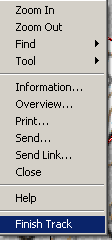 Zoom In
Zoom Out
Find
Tool
Information...
Overview...
Print...
Send...
Send Link...
Close
Help
Finish Track